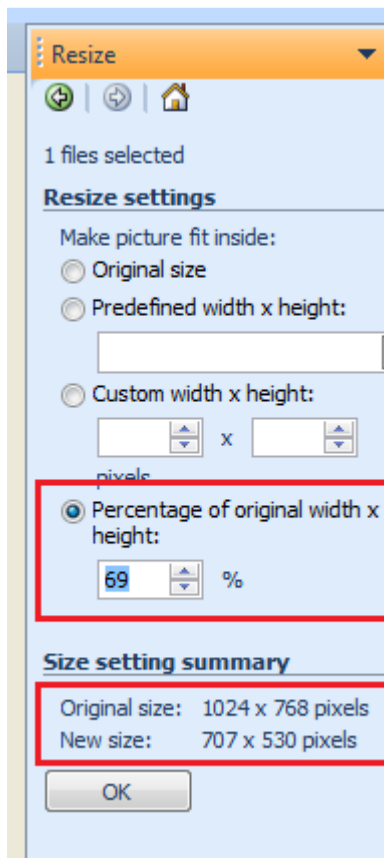 Resize
1 files selected
Resize settings
Make picture fit inside:
Original size
Predefined width x height:
Custom width x height:
x
pixels
Percentage of original width x
height:
69 %
Size setting summary
Original size: 1024 x 768 pixels
New size: 707 x 530 pixels
OK